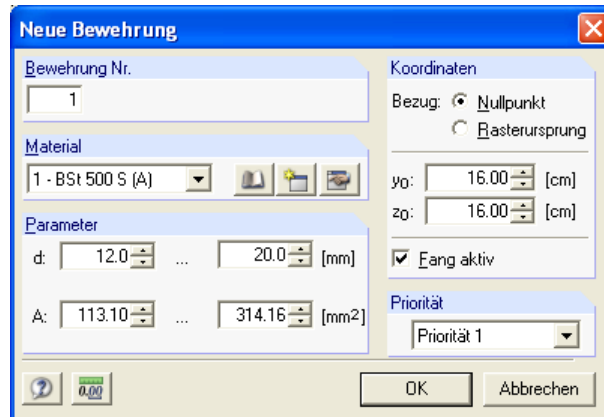 Neue Bewehrung
Bewehrung Nr.
1
Material
1 - BSt 500 S (A)
Parameter
d: 12.0 ... 20.0 [mm]
A: 113.10 ... 314.16 [mm2]
Koordinaten
Bezug: Nullpunkt
Rasterursprung
y0: 16.00 [cm]
z0: 16.00 [cm]
Fang aktiv
Priorität
Priorität 1
0.00
OK Abbrechen